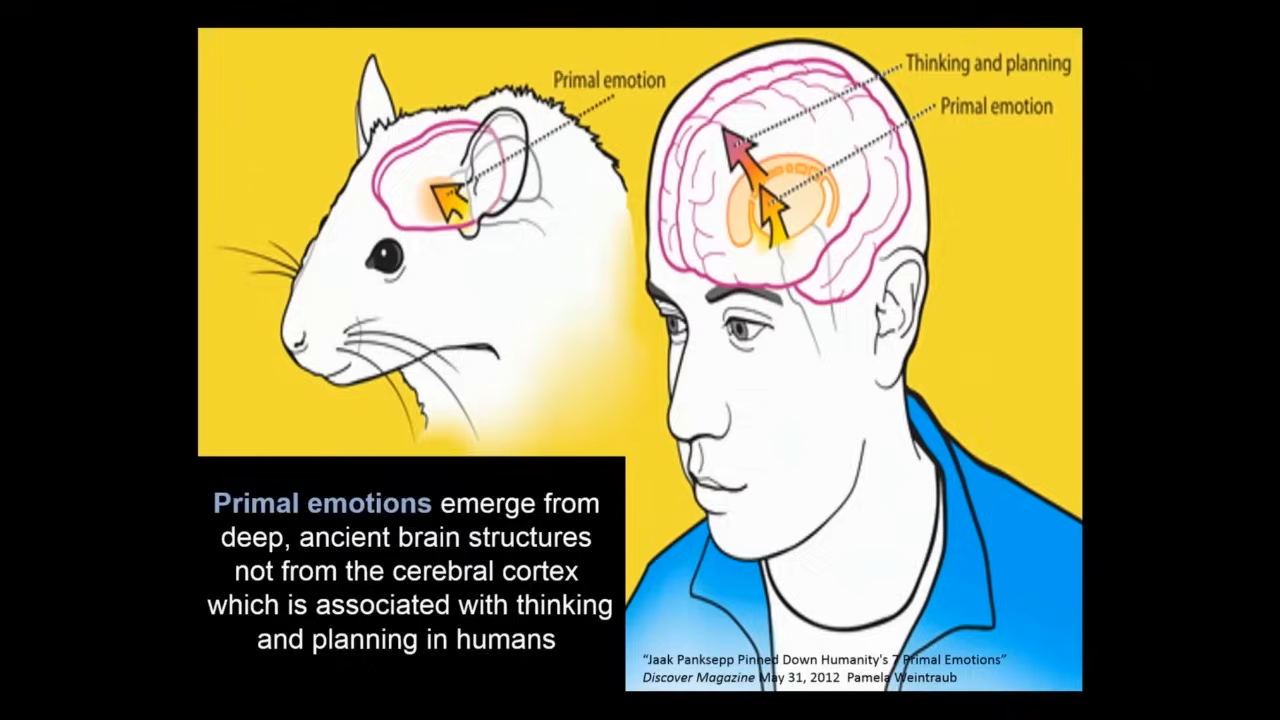 Primal emotion
Thinking and planning
Primal emotion
Primal emotions emerge from
deep, ancient brain structures
not from the cerebral cortex
which is associated with thinking
and planning in humans
“Jaak Panksepp Pinned Down Humanity's 7 Primal Emotions”
Discover Magazine May 31, 2012 Pamela Weintraub